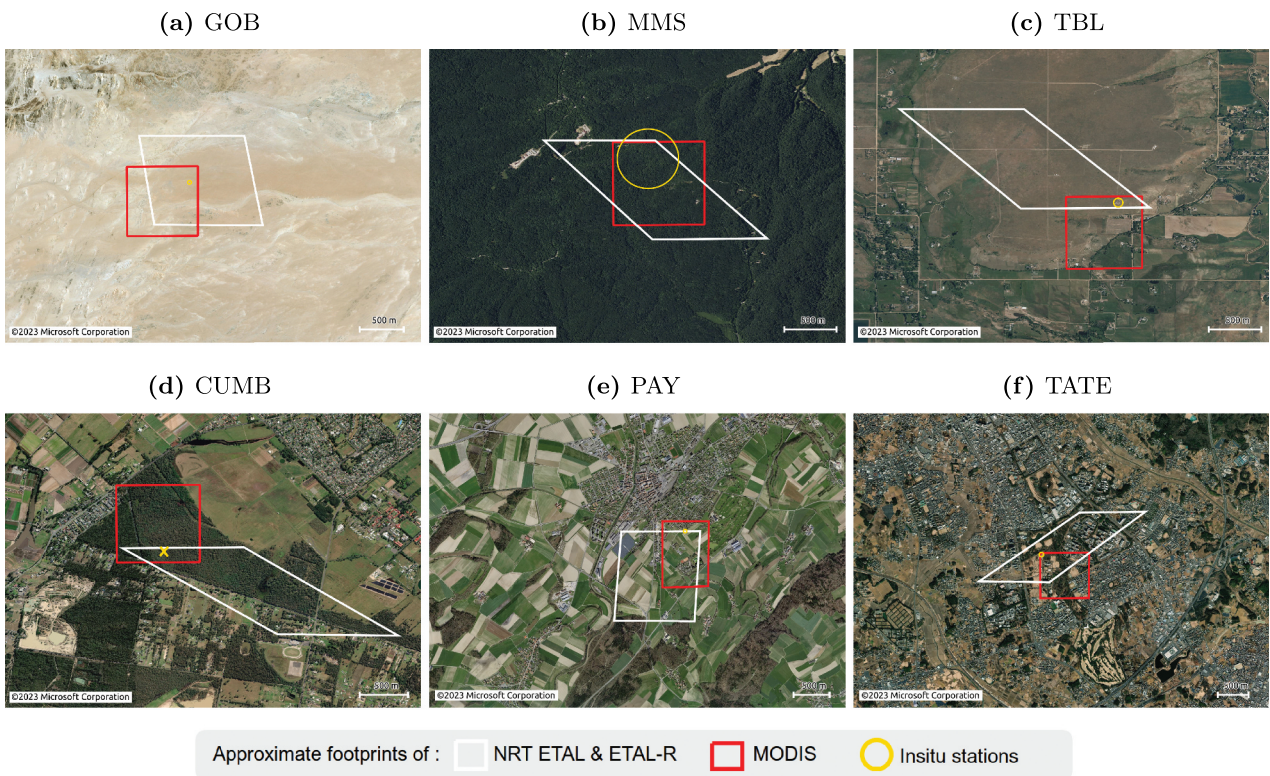 (a) GOB
(b) MMS
(c) TBL
©2023 Microsoft Corporation
500 m
©2023 Microsoft Corporation
500 m
©2023 Microsoft Corporation
800 m
(d) CUMB
(e) PAY
(f) TATE
©2023 Microsoft Corporation
500 m
©2023 Microsoft Corporation
500 m
©2023 Microsoft Corporation
500 m
Approximate footprints of : NRT ETAL & ETAL-R MODIS Insitu stations